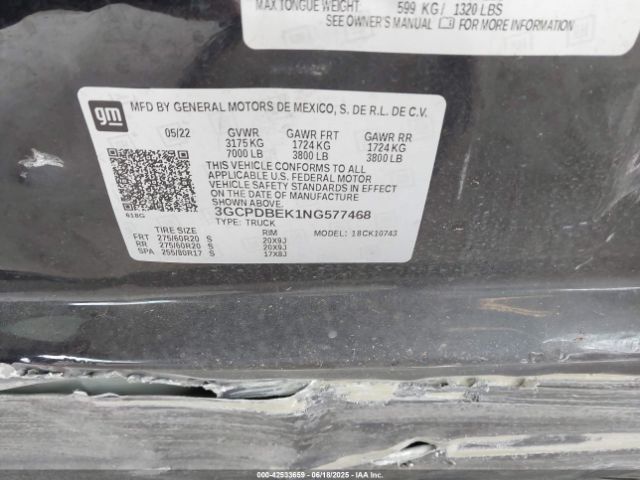 MAX TONGUE WEIGHT: 599 KG/ 1320 LBS
SEE OWNER'S MANUAL FOR MORE INFORMATION
gm
MFD BY GENERAL MOTORS DE MEXICO, S. DE R.L. DE C.V.
05/22 GVWR GAWR FRT GAWR RR
3175 KG 1724 KG 1724 KG
7000 LB 3800 LB 3800 LB
THIS VEHICLE CONFORMS TO ALL
APPLICABLE U.S. FEDERAL MOTOR
VEHICLE SAFETY STANDARDS IN EFFECT
ON THE DATE OF MANUFACTURE SHOWN ABOVE.
3GCPDBEK1NG577468
618G TYPE: TRUCK MODEL: 18CK10743
TIRE SIZE RIM
FRT 275/60R20 S 20X9J
RR 275/60R20 S 20X9J
SPA 255/80R17 S 17X8J
000-42533659 06/18/2025 IAAI.COM